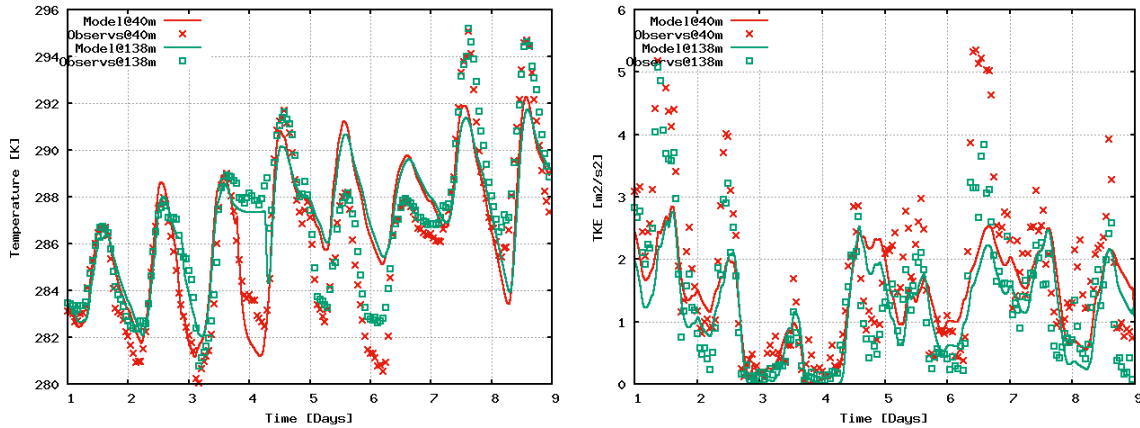 296
294
292
290
288
286
284
282
280
Temperature [K]
Model@40m
Observs@40m
Model@138m
Observs@138m
1 2 3 4 5 6 7 8 9
Time [Days]
6
5
4
3
2
1
0
TKE [m2/s2]
Model@40m
Observs@40m
Model@138m
Observs@138m
1 2 3 4 5 6 7 8 9
Time [Days]